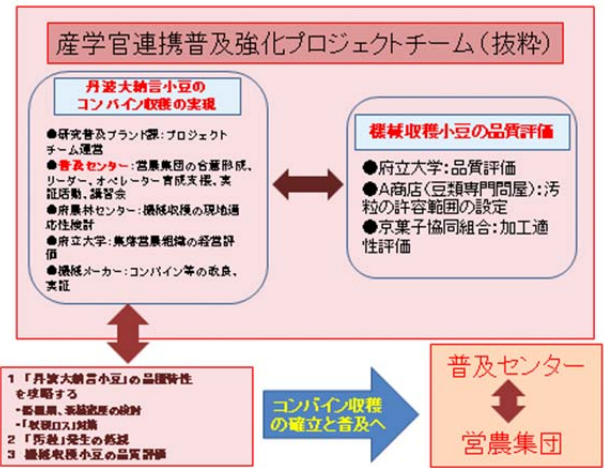 産学官連携普及強化プロジェクトチーム(抜粋)
丹波大納言小豆の
コンバイン収穫の実現
●研究普及ブランド課:プロジェクト
チーム運営
●普及センター:営農集団の合意形成、
リーダー、オペレーター育成支援、実
証活動、講習会
●府農林センター:機械収穫の現地適
応性検討
●府立大学:集落営農組織の経営評
価
●機械メーカー:コンバイン等の改良、
実証
機械収穫小豆の品質評価
●府立大学:品質評価
●A商店(豆類専門問屋):汚
粒の許容範囲の設定
●京菓子協同組合:加工適
性評価
1 「丹波大納言小豆」の品種特性
を攻略する
・播種期、栽植密度の検討
・「収穫ロス」対策
2 「汚粒」発生の低減
3 機械収穫小豆の品質評価
コンバイン収穫
の確立と普及へ
普及センター
営農集団